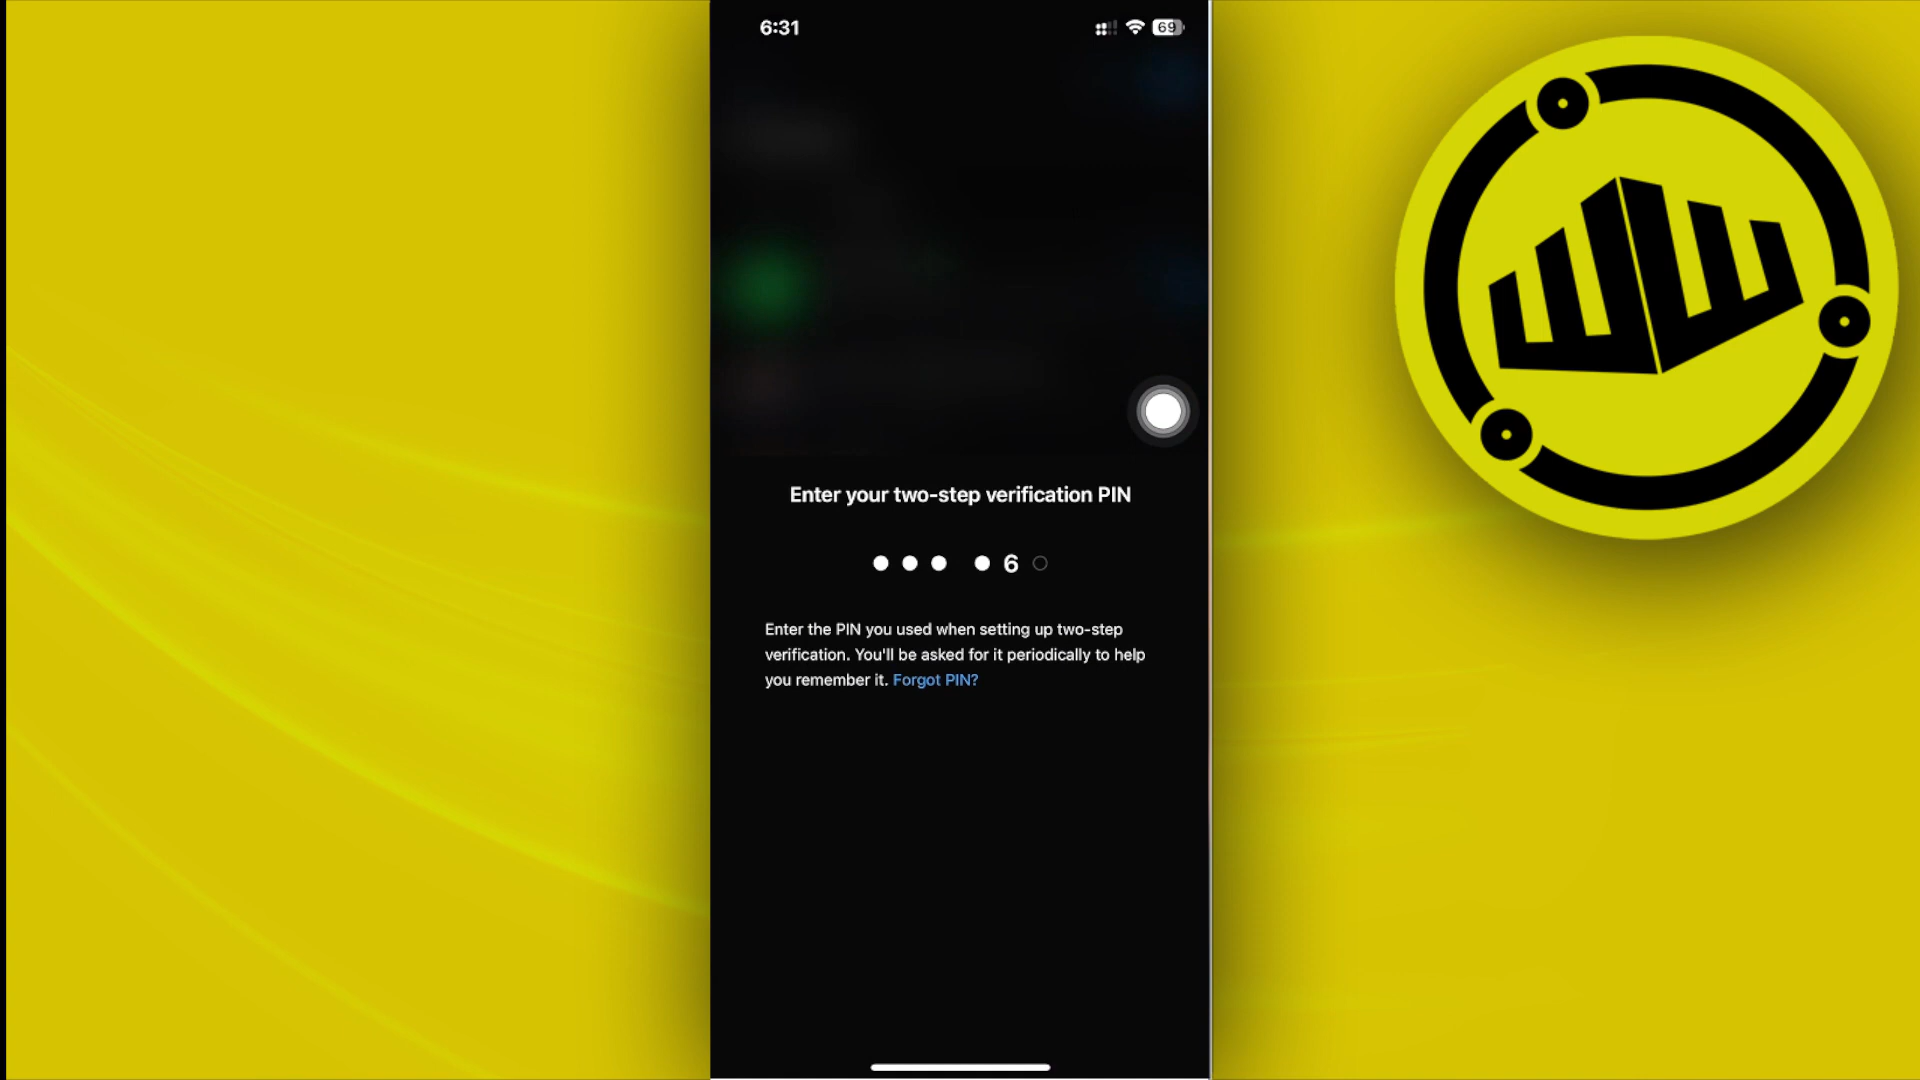 6:31
69
Enter your two-step verification PIN
6
Enter the PIN you used when setting up two-step
verification. You'll be asked for it periodically to help
you remember it. Forgot PIN?